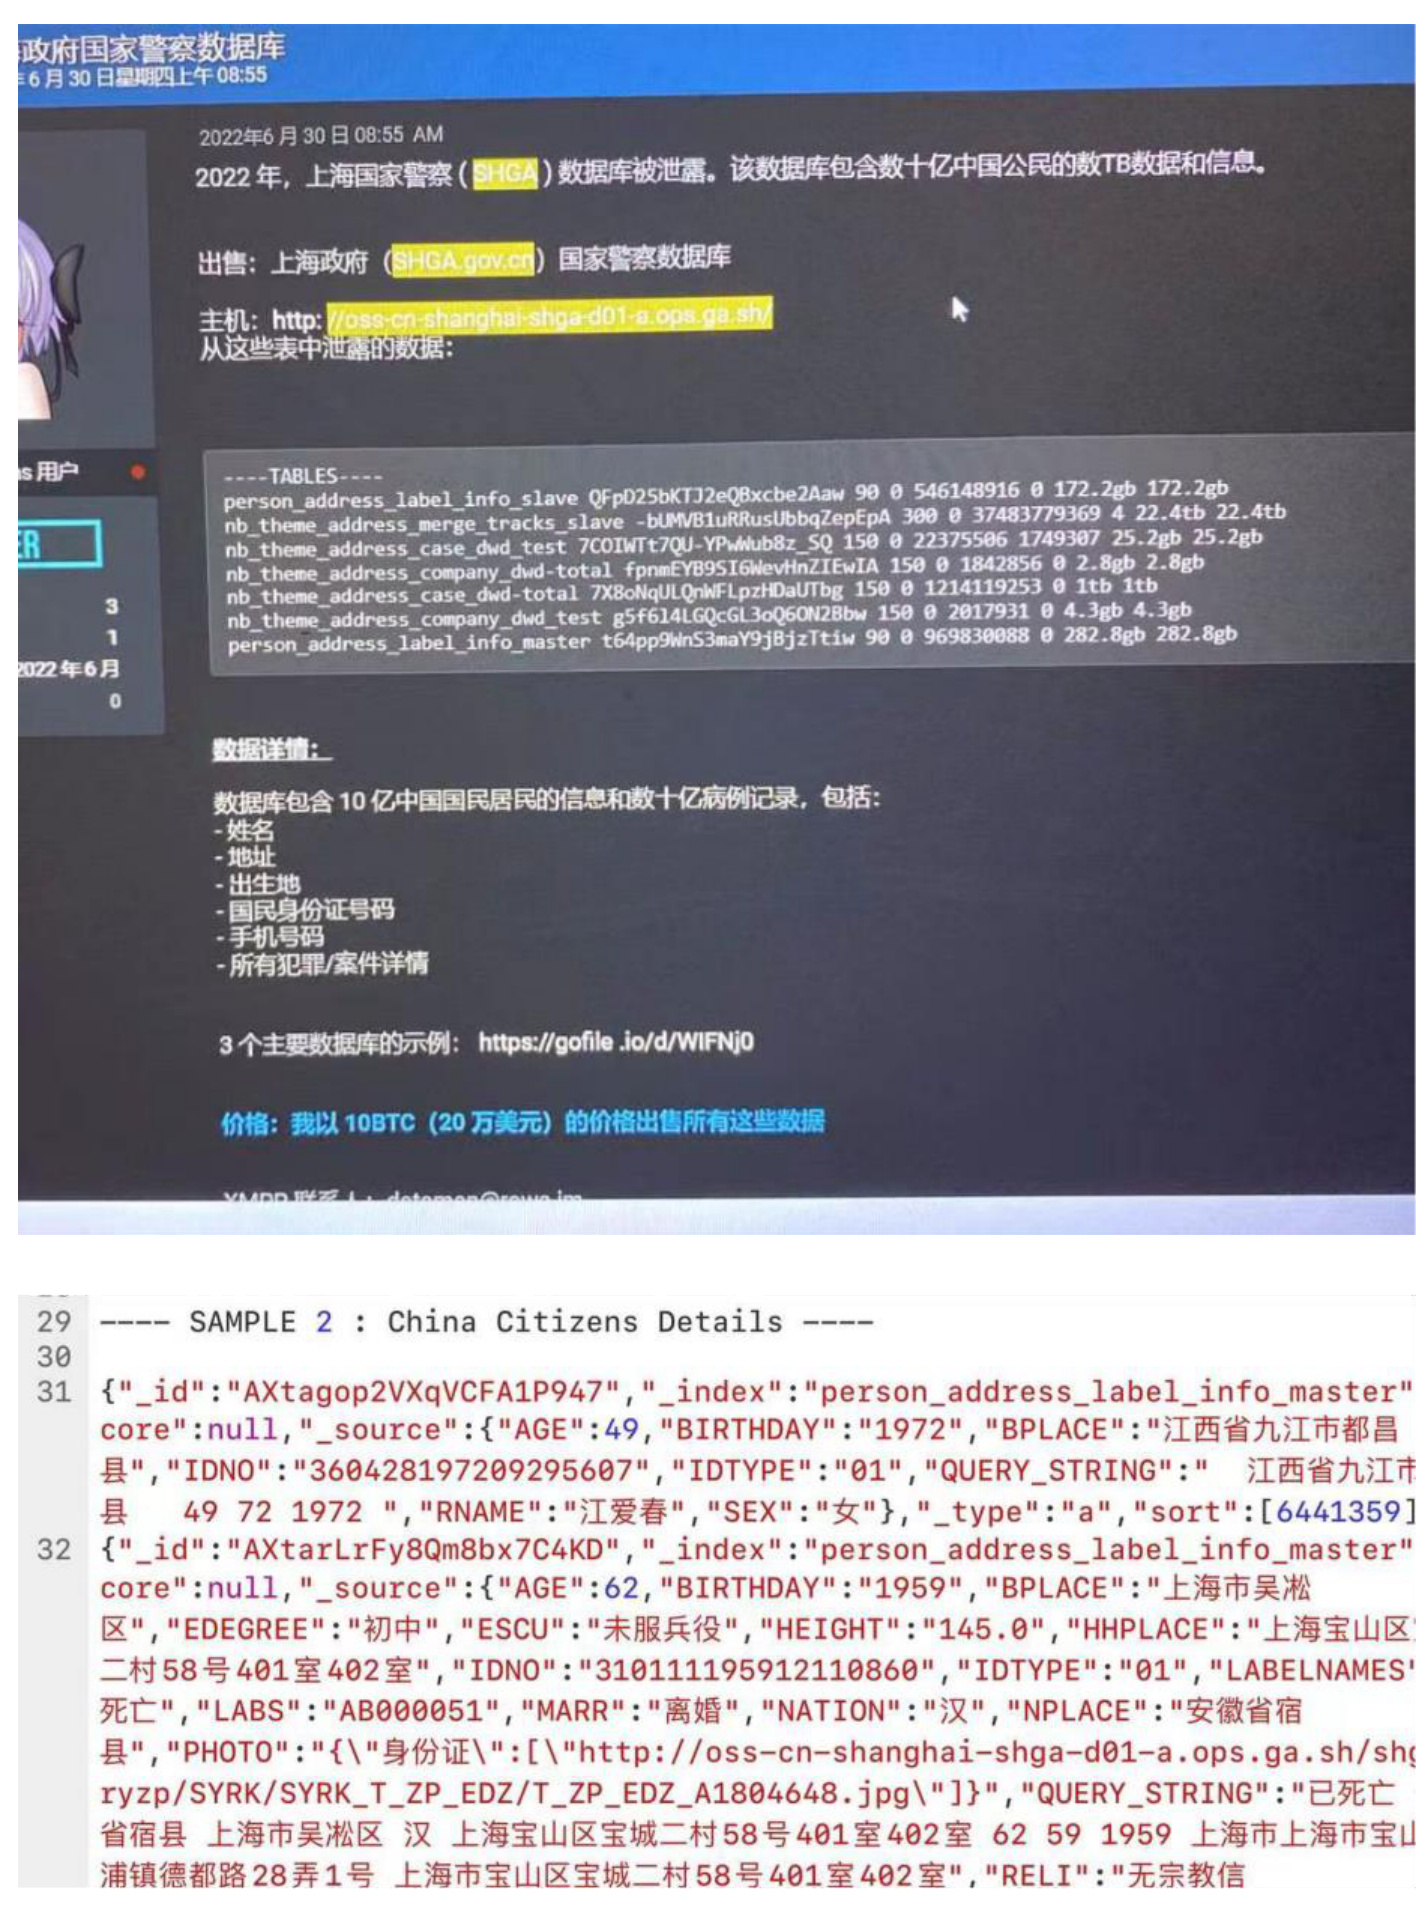 政府国家警察数据库
年6月30日星期四上午08:55
2022年6月30日08:55 AM
2022 年，上海国家警察 ( SHGA ) 数据库被泄露。该数据库包含数十亿中国公民的数TB数据和信息。
出售：上海政府（SHGA.gov.cn）国家警察数据库
主机：http: //oss-cn-shanghai-shga-d01-a.ops.ga.sh/
从这些表中泄露的数据：
s 用户
ER
3
1
2022年6月
0
----TABLES----
person_address_label_info_slave QFpD25bKTJ2eQBxcbe2Aaw 90 0 546148916 0 172.2gb 172.2gb
nb_theme_address_merge_tracks_slave -bUMVB1uRRusUbbqZepEpA 300 0 37483779369 4 22.4tb 22.4tb
nb_theme_address_case_dwd_test 7COIWTt7QU-YPwWub8z_SQ 150 0 22375506 1749307 25.2gb 25.2gb
nb_theme_address_company_dwd-total fpnmEYB9SI6WevHnZIEwIA 150 0 1842856 0 2.8gb 2.8gb
nb_theme_address_case_dwd-total 7X8oNqULQnWFLpzHDaUTbg 150 0 1214119253 0 1tb 1tb
nb_theme_address_company_dwd_test g5f6l4LGQcGL3oQ6ON2Bbw 150 0 2017931 0 4.3gb 4.3gb
person_address_label_info_master t64pp9WnS3maY9jBjzTtiw 90 0 969830088 0 282.8gb 282.8gb
数据详情：
数据库包含 10 亿中国国民居民的信息和数十亿病例记录，包括：
- 姓名
- 地址
- 出生地
- 国民身份证号码
- 手机号码
- 所有犯罪/案件详情
3 个主要数据库的示例： https://gofile .io/d/WlFNj0
价格：我以 10BTC（20 万美元）的价格出售所有这些数据
29 ---- SAMPLE 2 : China Citizens Details ----
30
31 {"_id":"AXtagop2VXqVCFA1P947","_index":"person_address_label_info_master"
core":null,"_source":{"AGE":49,"BIRTHDAY":"1972","BPLACE":"江西省九江市都昌
县","IDNO":"360428197209295607","IDTYPE":"01","QUERY_STRING":" 江西省九江市
县 49 72 1972 ","RNAME":"江爱春","SEX":"女"},"_type":"a","sort":[6441359]
32 {"_id":"AXtarLrFy8Qm8bx7C4KD","_index":"person_address_label_info_master"
core":null,"_source":{"AGE":62,"BIRTHDAY":"1959","BPLACE":"上海市吴淞
区","EDEGREE":"初中","ESCU":"未服兵役","HEIGHT":"145.0","HHPLACE":"上海宝山区
二村58号401室402室","IDNO":"310111195912110860","IDTYPE":"01","LABELNAMES"
死亡","LABS":"AB000051","MARR":"离婚","NATION":"汉","NPLACE":"安徽省宿
县","PHOTO":"{\"身份证\":[\"http://oss-cn-shanghai-shga-d01-a.ops.ga.sh/shg
ryzp/SYRK/SYRK_T_ZP_EDZ/T_ZP_EDZ_A1804648.jpg\"]}","QUERY_STRING":"已死亡
省宿县 上海市吴淞区 汉 上海宝山区宝城二村58号401室402室 62 59 1959 上海市上海市宝山
浦镇德都路28弄1号 上海市宝山区宝城二村58号401室402室","RELI":"无宗教信